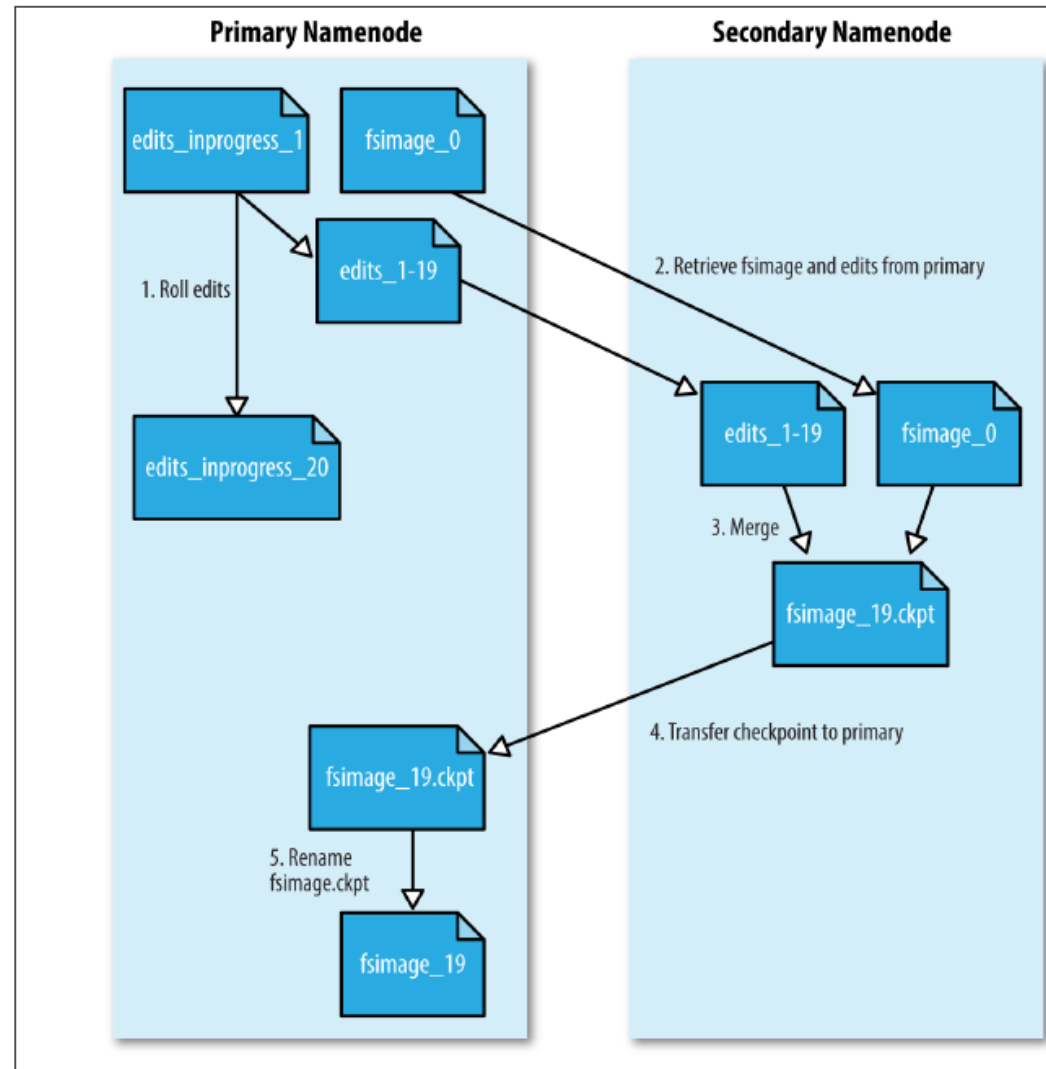 Primary Namenode
Secondary Namenode
edits_inprogress_1
fsimage_0
edits_1-19
2. Retrieve fsimage and edits from primary
1. Roll edits
edits_inprogress_20
edits_1-19
fsimage_0
3. Merge
fsimage_19.ckpt
4. Transfer checkpoint to primary
fsimage_19.ckpt
5. Rename
fsimage.ckpt
fsimage_19